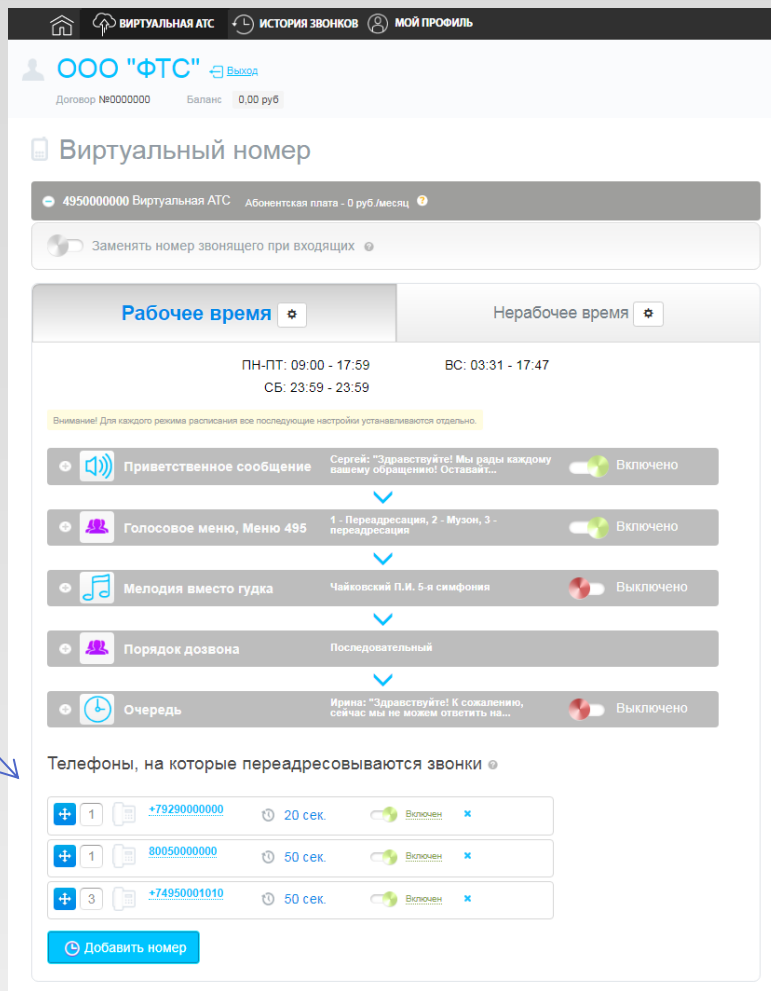 ВИРТУАЛЬНАЯ АТС ИСТОРИЯ ЗВОНКОВ МОЙ ПРОФИЛЬ
ООО "ФТС" Выход
Договор №0000000 Баланс 0,00 руб
Виртуальный номер
4950000000 Виртуальная АТС Абонентская плата - 0 руб./месяц ?
Заменять номер звонящего при входящих ?
Рабочее время Нерабочее время
ПН-ПТ: 09:00 - 17:59 ВС: 03:31 - 17:47
СБ: 23:59 - 23:59
Внимание! Для каждого режима расписания все последующие настройки устанавливаются отдельно.
Приветственное сообщение
Сергей: "Здравствуйте! Мы рады каждому
вашему обращению! Оставайт...
Включено
Голосовое меню, Меню 495
1 - Переадресация, 2 - Музон, 3 -
переадресация
Включено
Мелодия вместо гудка Чайковский П.И. 5-я симфония Выключено
Порядок дозвона Последовательный
Очередь
Ирина: "Здравствуйте! К сожалению,
сейчас мы не можем ответить на...
Выключено
Телефоны, на которые переадресовываются звонки ?
1 +79290000000 20 сек. Включен
1 80050000000 50 сек. Включен
3 +74950001010 50 сек. Включен
Добавить номер